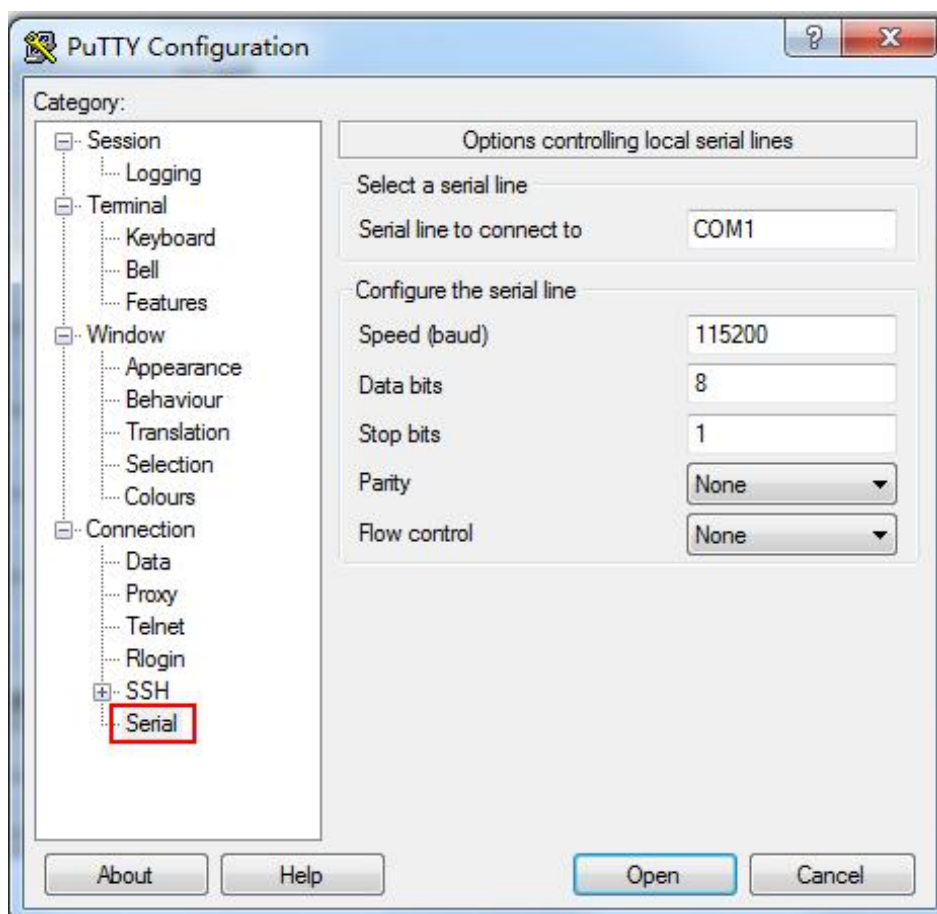 PuTTY Configuration
Category:
Session
Logging
Terminal
Keyboard
Bell
Features
Window
Appearance
Behaviour
Translation
Selection
Colours
Connection
Data
Proxy
Telnet
Rlogin
SSH
Serial
Options controlling local serial lines
Select a serial line
Serial line to connect to COM1
Configure the serial line
Speed (baud) 115200
Data bits 8
Stop bits 1
Parity None
Flow control None
About Help Open Cancel